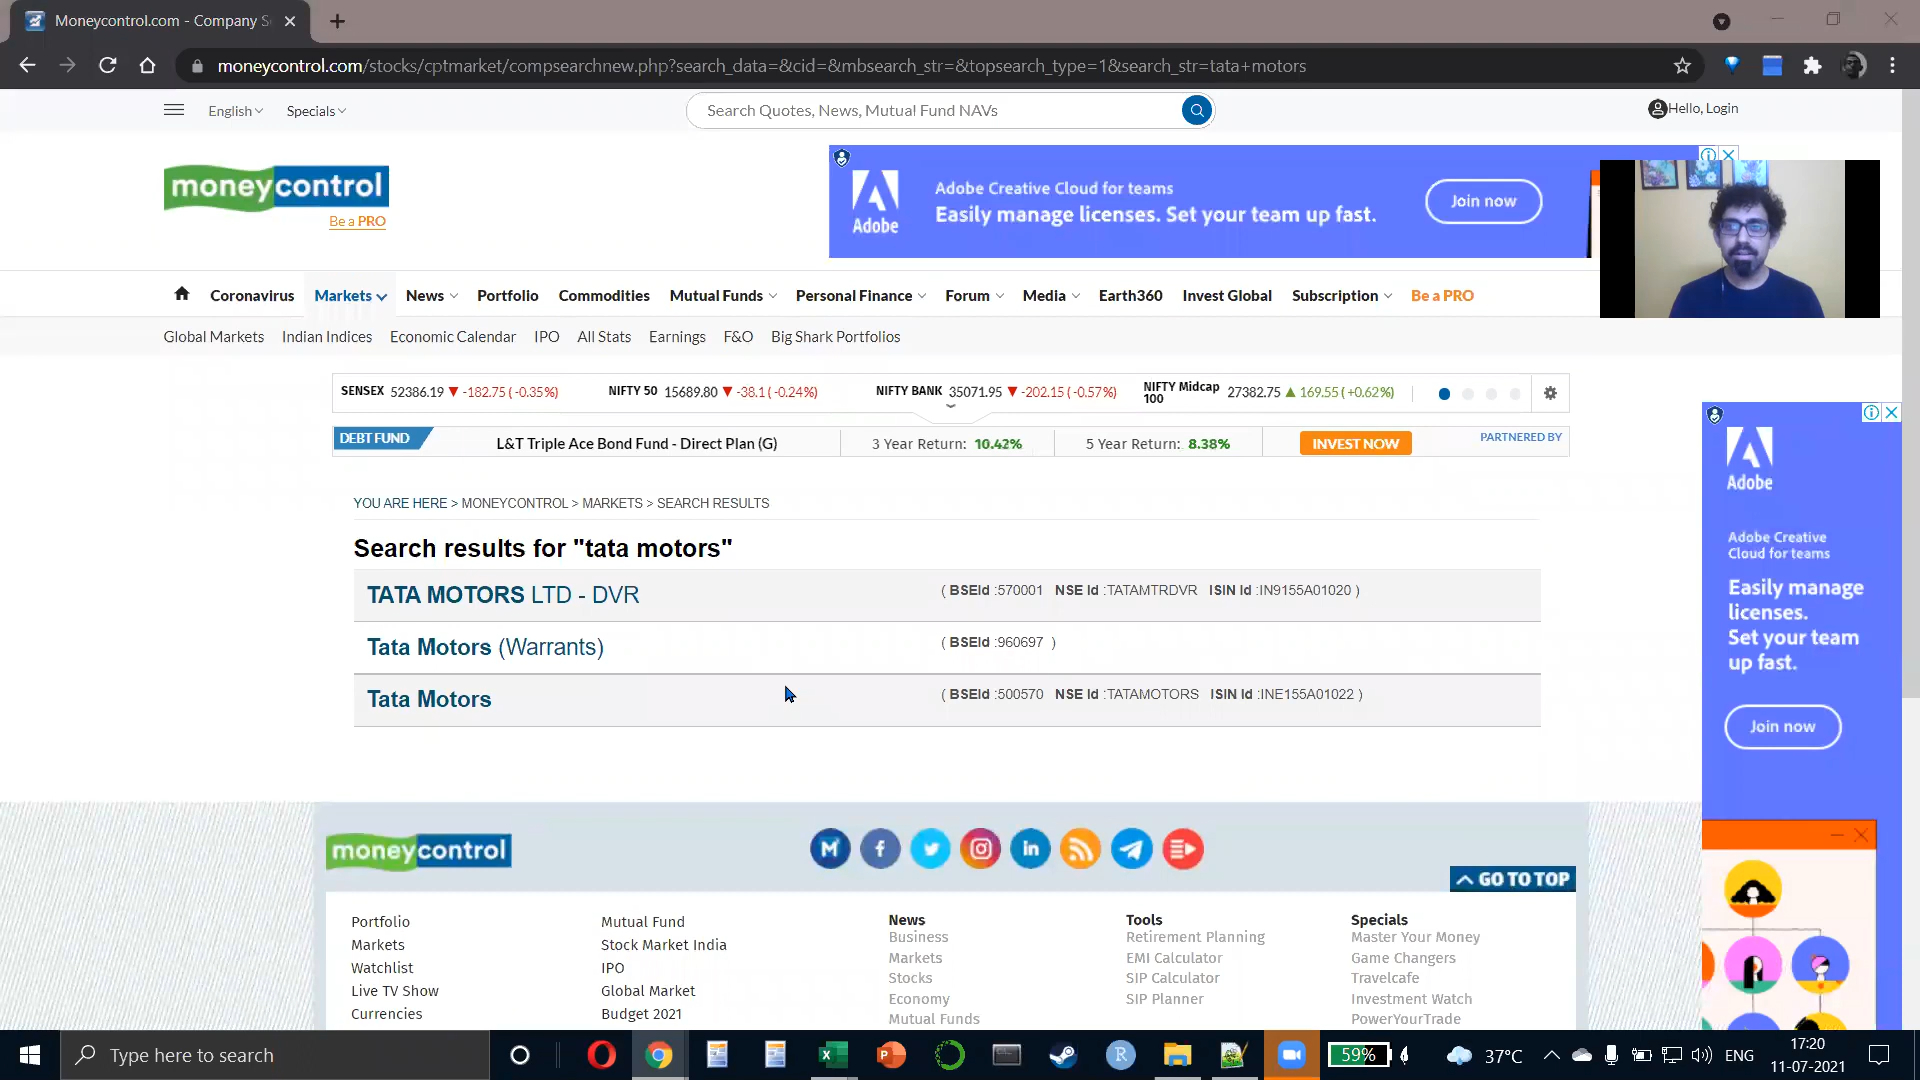 Moneycontrol.com - Company S
moneycontrol.com/stocks/cptmarket/compsearchnew.php?search_data=&cid=&mbsearch_str=&topsearch_type=1&search_str=tata+motors
English Specials Search Quotes, News, Mutual Fund NAVs Hello, Login
moneycontrol
Be a PRO
Adobe
Adobe Creative Cloud for teams
Easily manage licenses. Set your team up fast.
Join now
Coronavirus Markets News Portfolio Commodities Mutual Funds Personal Finance Forum Media Earth360 Invest Global Subscription Be a PRO
Global Markets Indian Indices Economic Calendar IPO All Stats Earnings F&O Big Shark Portfolios
SENSEX 52386.19 -182.75 (-0.35%) NIFTY 50 15689.80 -38.1 (-0.24%) NIFTY BANK 35071.95 -202.15 (-0.57%) NIFTY Midcap 100 27382.75 169.55 (+0.62%)
DEBT FUND L&T Triple Ace Bond Fund - Direct Plan (G) 3 Year Return: 10.42% 5 Year Return: 8.38% INVEST NOW PARTNERED BY
YOU ARE HERE > MONEYCONTROL > MARKETS > SEARCH RESULTS
Search results for "tata motors"
TATA MOTORS LTD - DVR ( BSEId :570001 NSE Id :TATAMTRDVR ISIN Id :IN9155A01020 )
Tata Motors (Warrants) ( BSEId :960697 )
Tata Motors ( BSEId :500570 NSE Id :TATAMOTORS ISIN Id :INE155A01022 )
Adobe
Adobe Creative
Cloud for teams
Easily manage
licenses.
Set your team
up fast.
Join now
moneycontrol
M f in
GO TO TOP
Portfolio
Markets
Watchlist
Live TV Show
Currencies
Mutual Fund
Stock Market India
IPO
Global Market
Budget 2021
News
Business
Markets
Stocks
Economy
Mutual Funds
Tools
Retirement Planning
EMI Calculator
SIP Calculator
SIP Planner
Specials
Master Your Money
Game Changers
Travelcafe
Investment Watch
PowerYourTrade
Type here to search
59%
37°C
ENG
17:20
11-07-2021